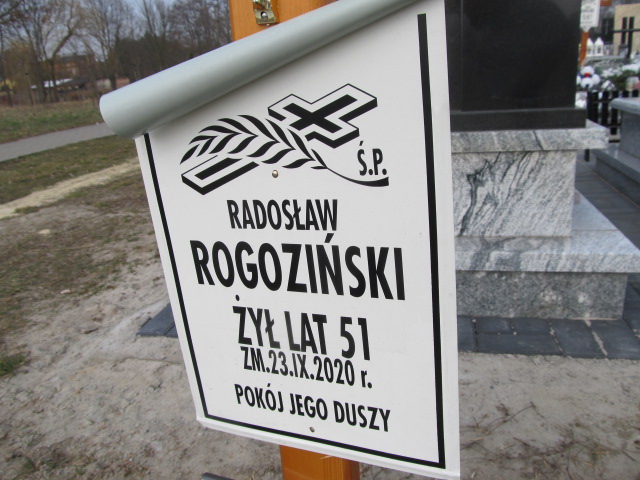 Ś.P.
RADOSŁAW
ROGOZIŃSKI
ŻYŁ LAT 51
ZM.23.IX.2020 r.
POKÓJ JEGO DUSZY